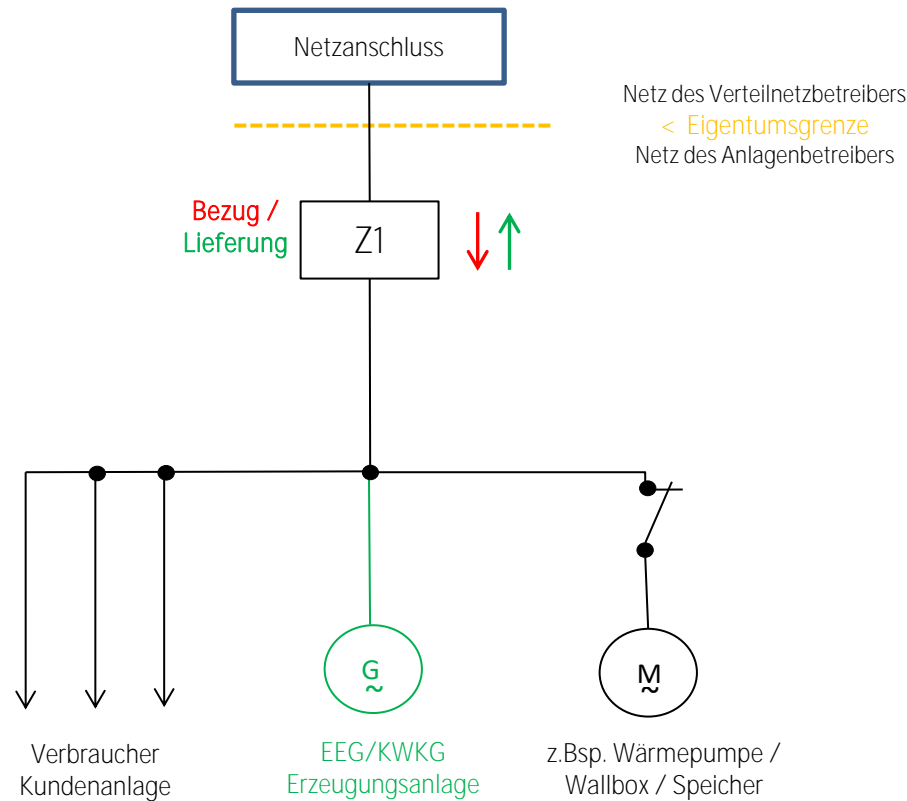 Netzanschluss
Netz des Verteilnetzbetreibers
< Eigentumsgrenze
Netz des Anlagenbetreibers
Bezug /
Lieferung
Z1
G
~
M
~
Verbraucher
Kundenanlage
EEG/KWKG
Erzeugungsanlage
z.Bsp. Wärmepumpe /
Wallbox / Speicher